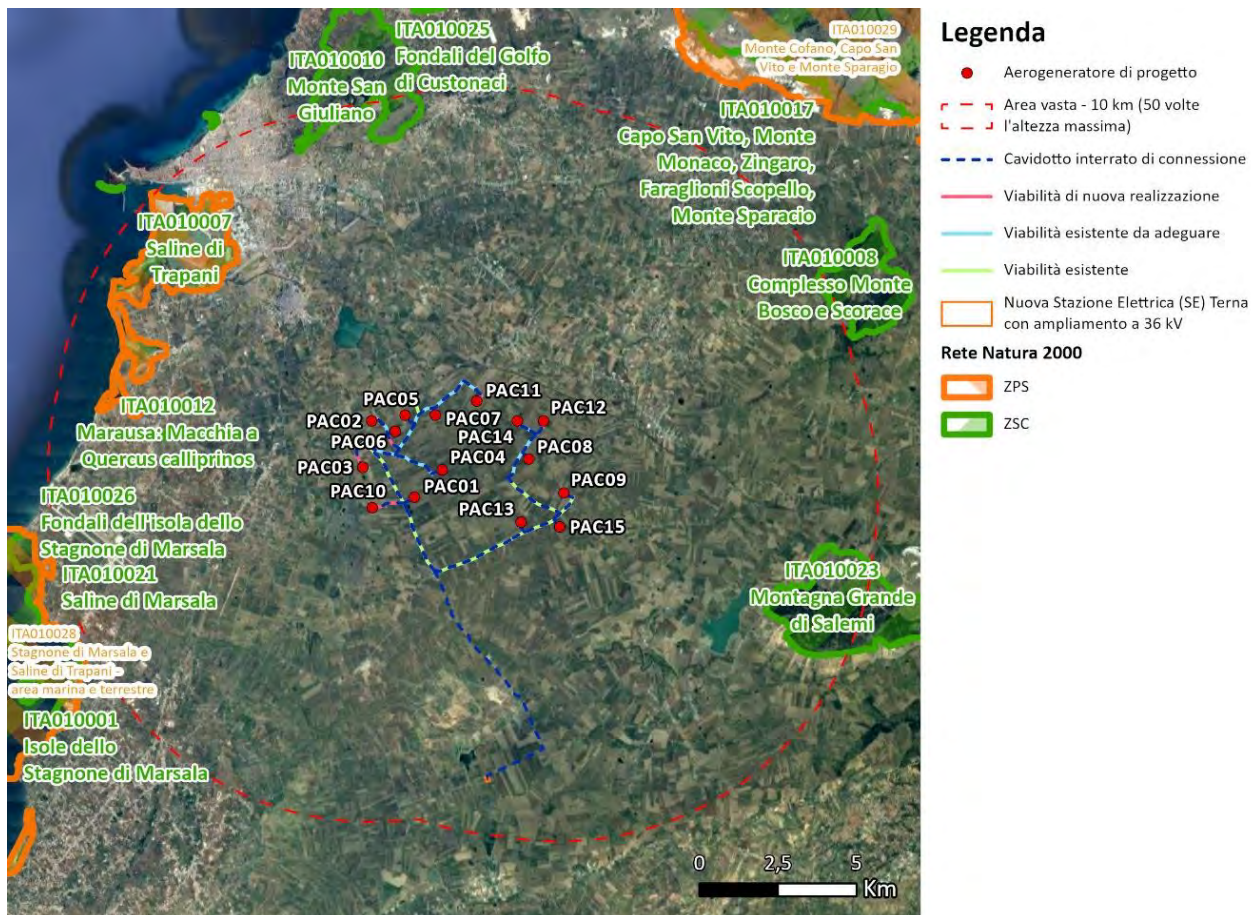 ITA010025
Fondali del Golfo
di Custonaci
ITA010010
Monte San
Giuliano
ITA010029
Monte Cofano, Capo San
Vito e Monte Sparagio
ITA010017
Capo San Vito, Monte
Monaco, Zingaro,
Faraglioni Scopello,
Monte Sparacio
ITA010007
Saline di
Trapani
ITA010008
Complesso Monte
Bosco e Scorace
ITA010012
Marausa: Macchia a
Quercus calliprinos
PAC11
PAC05
PAC02
PAC07
PAC12
PAC14
PAC06
PAC08
PAC04
PAC03
PAC01
PAC09
PAC10
PAC13
PAC15
ITA010026
Fondali dell'isola dello
Stagnone di Marsala
ITA010021
Saline di Marsala
ITA010023
Montagna Grande
di Salemi
ITA010028
Stagnone di Marsala e
Saline di Trapani -
area marina e terrestre
ITA010001
Isole dello
Stagnone di Marsala
0 2,5 5
Km
Legenda
Aerogeneratore di progetto
Area vasta - 10 km (50 volte
l'altezza massima)
Cavidotto interrato di connessione
Viabilità di nuova realizzazione
Viabilità esistente da adeguare
Viabilità esistente
Nuova Stazione Elettrica (SE) Terna
con ampliamento a 36 kV
Rete Natura 2000
ZPS
ZSC